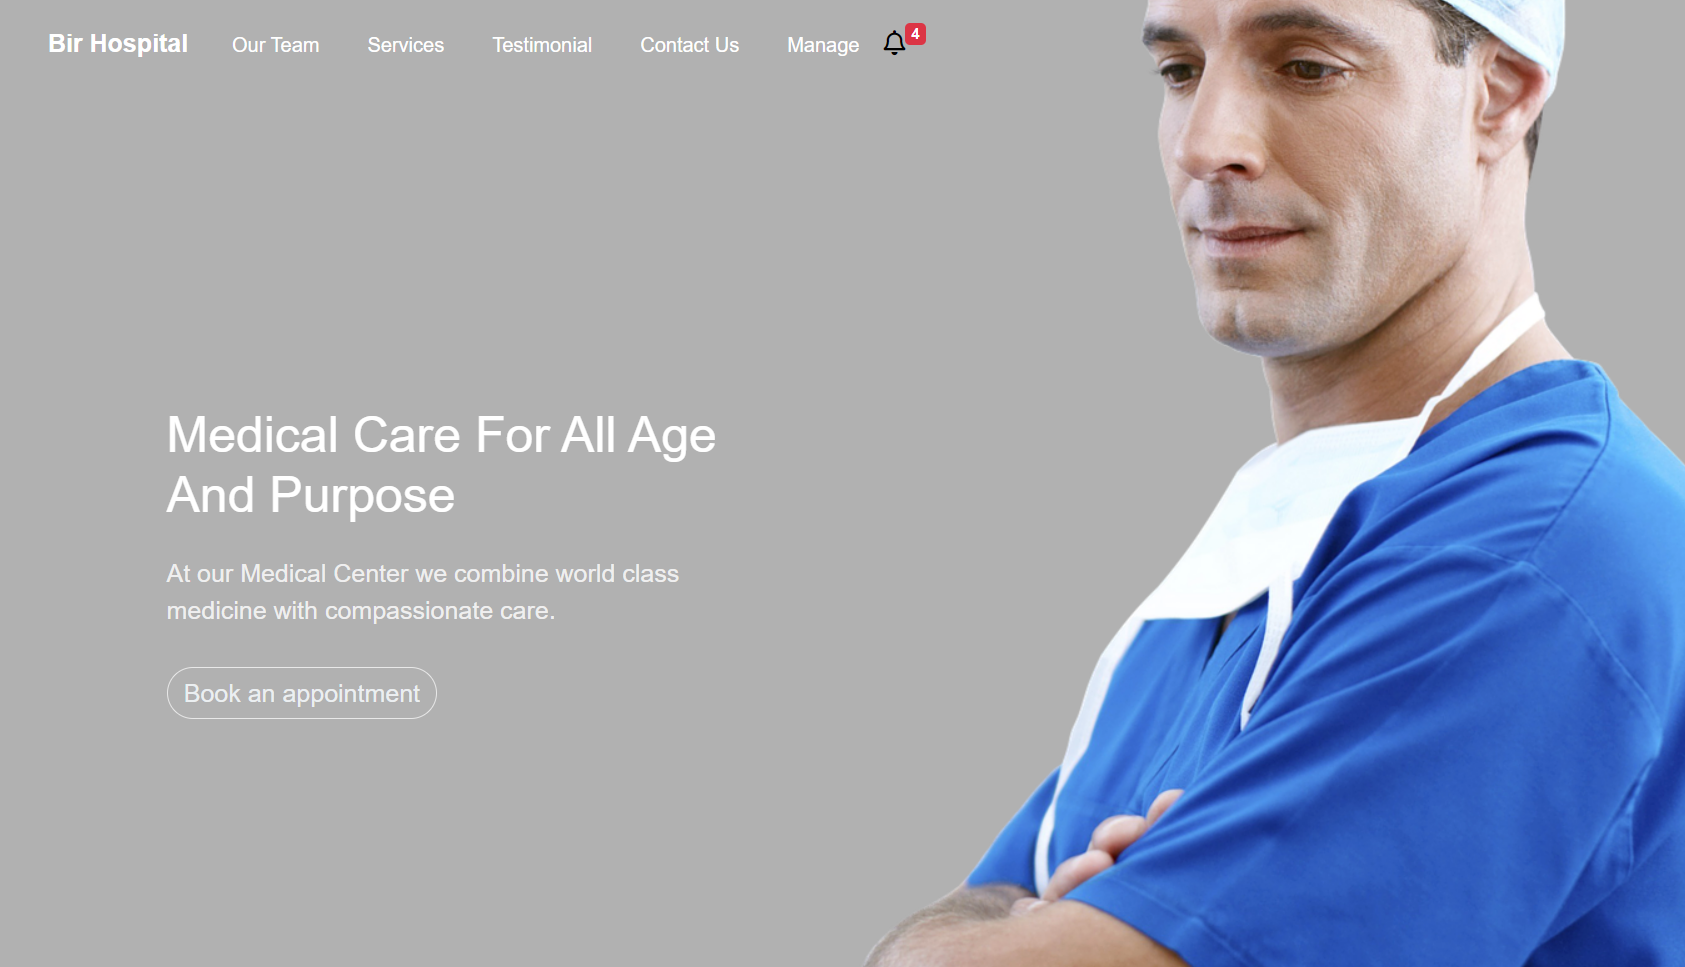 Bir Hospital Our Team Services Testimonial Contact Us Manage 4
Medical Care For All Age
And Purpose
At our Medical Center we combine world class
medicine with compassionate care.
Book an appointment